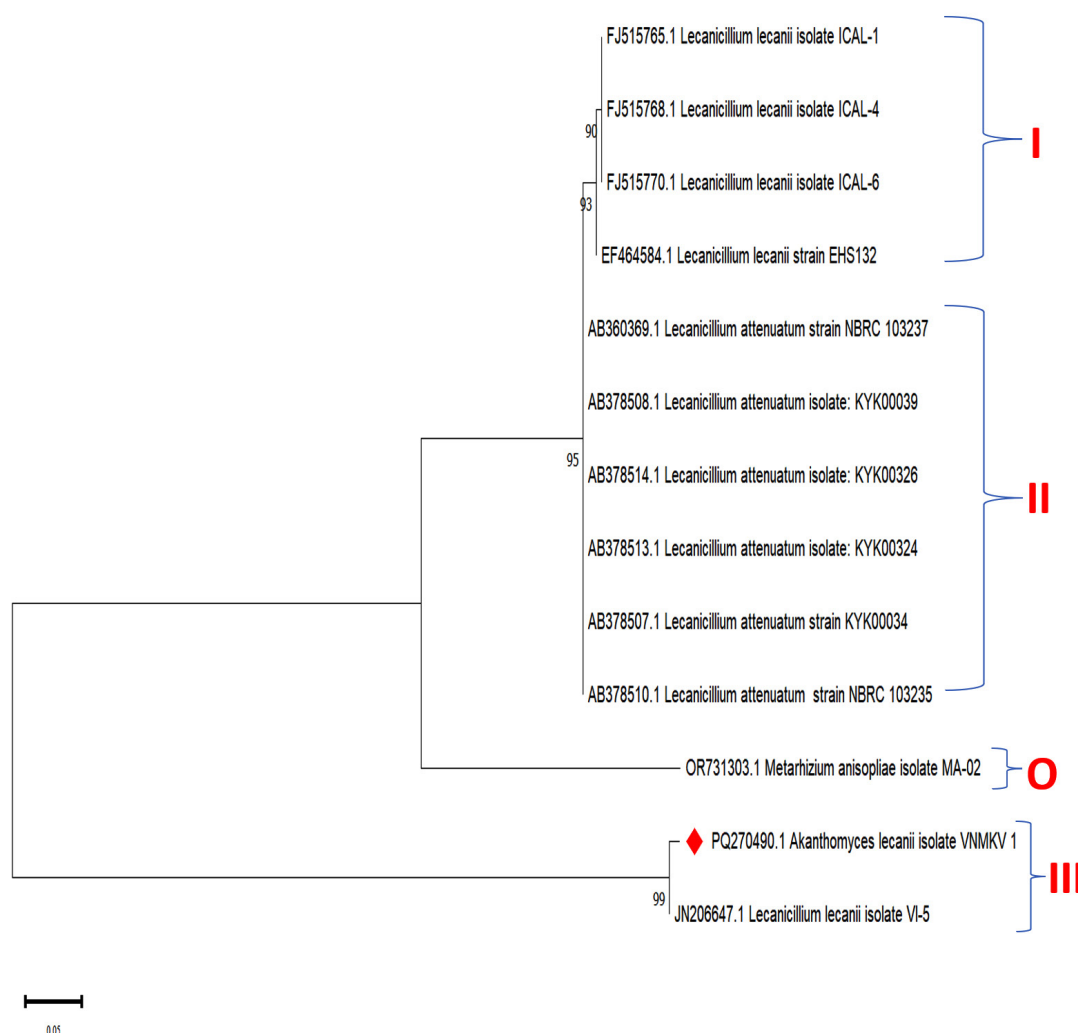 FJ515765.1 Lecanicillium lecanii isolate ICAL-1
FJ515768.1 Lecanicillium lecanii isolate ICAL-4
90
I
FJ515770.1 Lecanicillium lecanii isolate ICAL-6
93
EF464584.1 Lecanicillium lecanii strain EHS132
AB360369.1 Lecanicillium attenuatum strain NBRC 103237
AB378508.1 Lecanicillium attenuatum isolate: KYK00039
95
AB378514.1 Lecanicillium attenuatum isolate: KYK00326
II
AB378513.1 Lecanicillium attenuatum isolate: KYK00324
AB378507.1 Lecanicillium attenuatum strain KYK00034
AB378510.1 Lecanicillium attenuatum strain NBRC 103235
OR731303.1 Metarhizium anisopliae isolate MA-02
O
PQ270490.1 Akanthomyces lecanii isolate VNMKV 1
III
99
JN206647.1 Lecanicillium lecanii isolate Vl-5
0.05